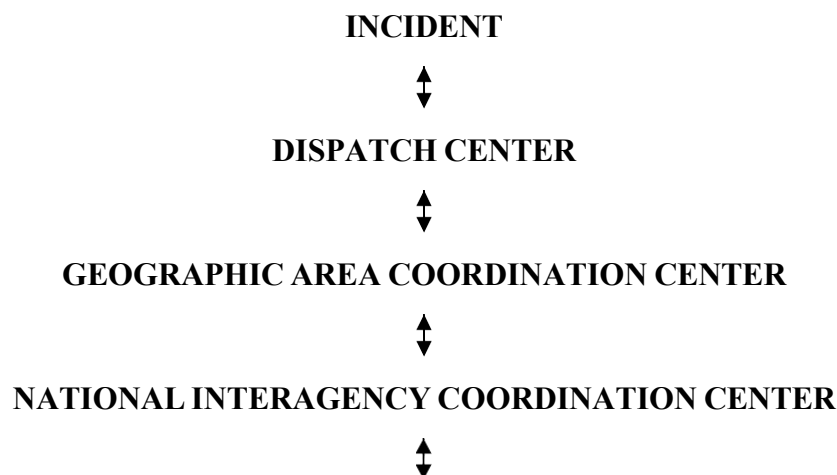 INCIDENT
DISPATCH CENTER
GEOGRAPHIC AREA COORDINATION CENTER
NATIONAL INTERAGENCY COORDINATION CENTER